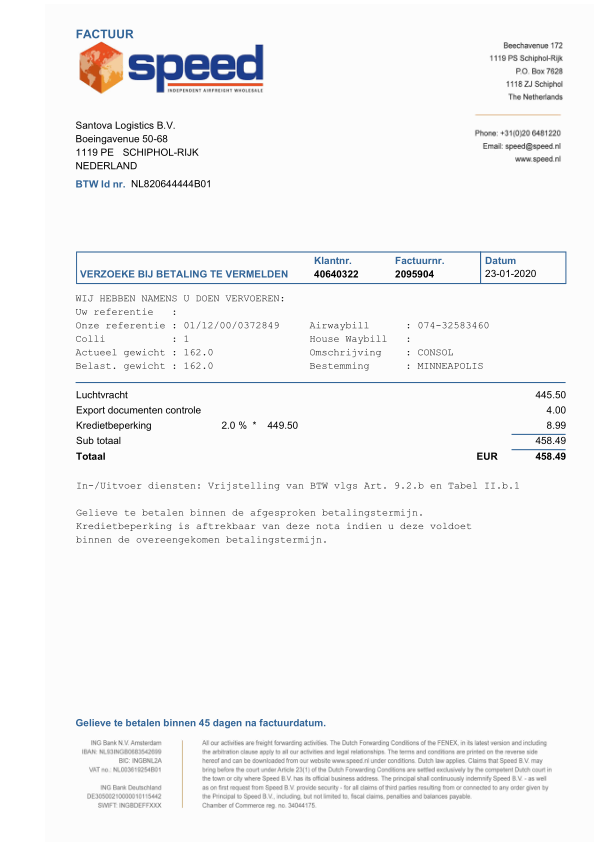 FACTUUR
speed
INDEPENDENT AIRFREIGHT WHOLESALE
Beechavenue 172
1119 PS Schiphol-Rijk
P.O. Box 7628
1118 ZJ Schiphol
The Netherlands
Phone: +31(0)20 6481220
Email: speed@speed.nl
www.speed.nl
Santova Logistics B.V.
Boeingavenue 50-68
1119 PE SCHIPHOL-RIJK
NEDERLAND
BTW Id nr. NL820644444B01
Klantnr. Factuurnr. Datum
VERZOEKE BIJ BETALING TE VERMELDEN 40640322 2095904 23-01-2020
WIJ HEBBEN NAMENS U DOEN VERVOEREN:
Uw referentie :
Onze referentie : 01/12/00/0372849 Airwaybill : 074-32583460
Colli : 1 House Waybill :
Actueel gewicht : 162.0 Omschrijving : CONSOL
Belast. gewicht : 162.0 Bestemming : MINNEAPOLIS
Luchtvracht 445.50
Export documenten controle 4.00
Kredietbeperking 2.0 % * 449.50 8.99
Sub totaal 458.49
Totaal EUR 458.49
In-/Uitvoer diensten: Vrijstelling van BTW vlgs Art. 9.2.b en Tabel II.b.1
Gelieve te betalen binnen de afgesproken betalingstermijn.
Kredietbeperking is aftrekbaar van deze nota indien u deze voldoet
binnen de overeengekomen betalingstermijn.
Gelieve te betalen binnen 45 dagen na factuurdatum.
ING Bank N.V. Amsterdam
IBAN: NL93INGB0683542699
BIC: INGBNL2A
VAT no.: NL003619254B01
ING Bank Deutschland
DE30500210000010115442
SWIFT: INGBDEFFXXX
All our activities are freight forwarding activities. The Dutch Forwarding Conditions of the FENEX, in its latest version and including
the arbitration clause apply to all our activities and legal relationships. The terms and conditions are printed on the reverse side
hereof and can be downloaded from our website www.speed.nl under conditions. Dutch law applies. Claims that Speed B.V. may
bring before the court under Article 23(1) of the Dutch Forwarding Conditions are settled exclusively by the competent Dutch court in
the town or city where Speed B.V. has its official business address. The principal shall continuously indemnify Speed B.V. - as well
as on first request from Speed B.V. provide security - for all claims of third parties resulting from or connected to any order given by
the Principal to Speed B.V., including, but not limited to, fiscal claims, penalties and balances payable.
Chamber of Commerce reg. no. 34044175.